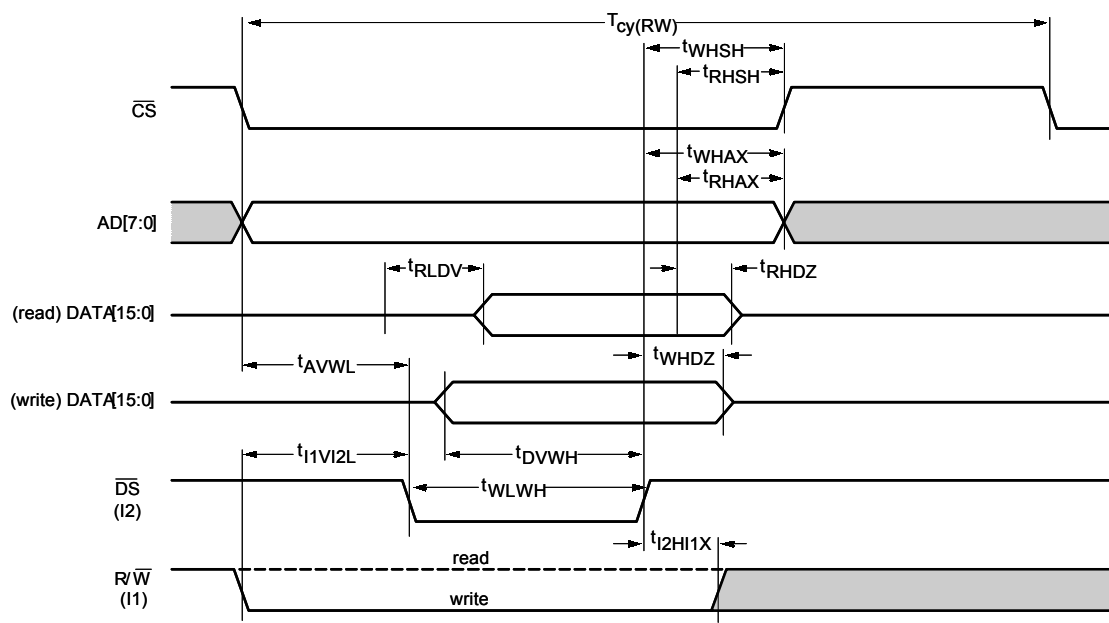 Tcy(RW)
tWHSH
tRHSH
CS
tWHAX
tRHAX
AD[7:0]
tRLDV
tRHDZ
(read) DATA[15:0]
tAVWL
tWHDZ
(write) DATA[15:0]
tI1VI2L
tDVWH
DS
(I2)
tWLWH
tI2HI1X
read
R/W
(I1)
write